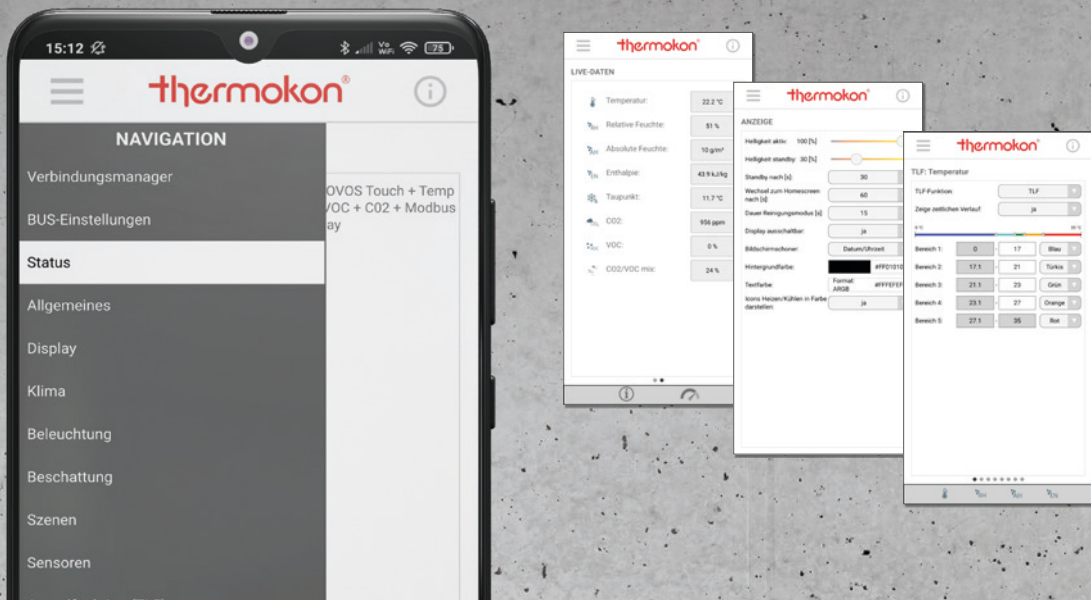 15:12
Vo
WiFi
75
thermokon®
NAVIGATION
Verbindungsmanager
BUS-Einstellungen
Status
Allgemeines
Display
Klima
Beleuchtung
Beschattung
Szenen
Sensoren
OVOS Touch + Temp
VOC + C02 + Modbus
ay
thermokon®
LIVE-DATEN
Temperatur: 22.2 °C
Relative Feuchte: 51 %
Absolute Feuchte: 10 g/m³
Enthalpie: 43.9 kJ/kg
Taupunkt: 11.7 °C
CO2: 956 ppm
VOC: 0 %
CO2/VOC mix: 24 %
thermokon®
ANZEIGE
Helligkeit aktiv: 100 [%]
Helligkeit standby 30 [%]
Standby nach [s]: 30
Wechsel zum Homescreen
nach [s] 60
Dauer Reinigungsmodus [s] 15
Display ausschaltbar: ja
Bildschirmschoner: Datum/Uhrzeit
Hintergrundfarbe: #FF01010
Textfarbe: Format:
ARGB #FFFEFEF
Icons Heizen/Kühlen in Farbe
darstellen: ja
thermokon®
TLF: Temperatur
TLF-Funktion: TLF
Zeige zeitlichen Verlauf: ja
Bereich 1: 0 - 17 Blau
Bereich 2: 17.1 - 21 Türkis
Bereich 3: 21.1 - 23 Grün
Bereich 4: 23.1 - 27 Orange
Bereich 5: 27.1 - 35 Rot